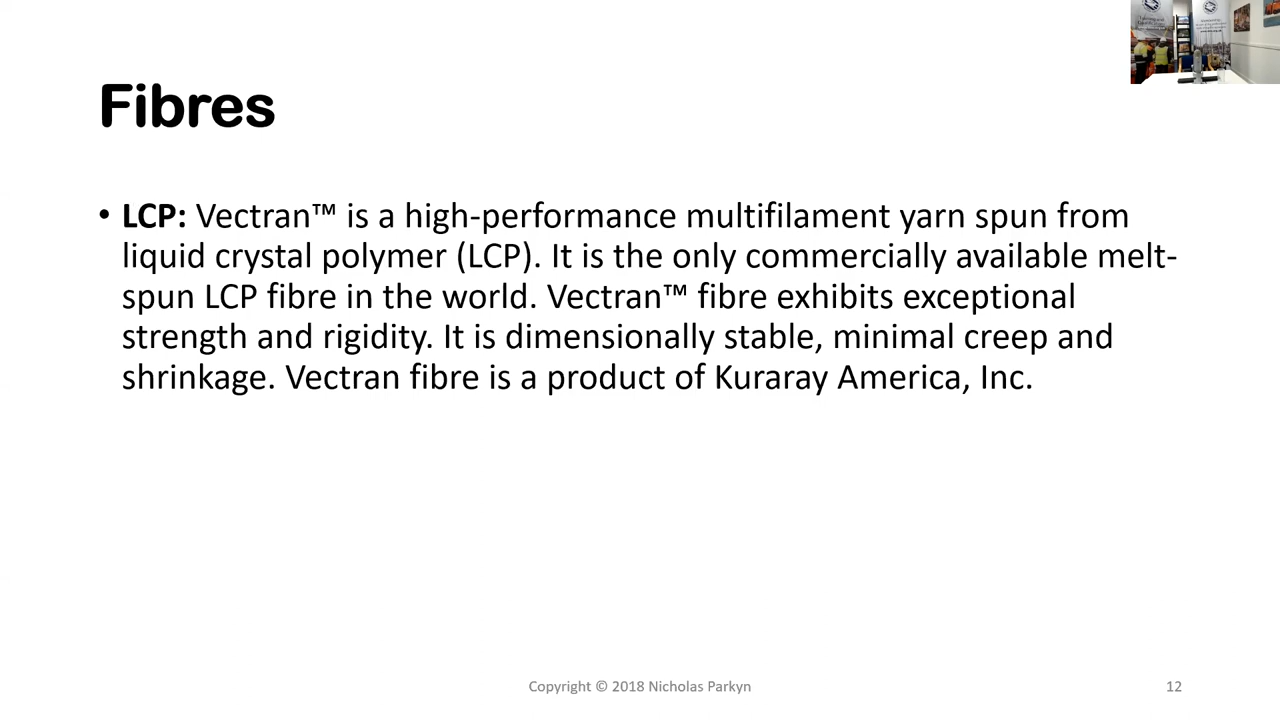 Fibres
• LCP: Vectran™ is a high-performance multifilament yarn spun from
liquid crystal polymer (LCP). It is the only commercially available melt-
spun LCP fibre in the world. Vectran™ fibre exhibits exceptional
strength and rigidity. It is dimensionally stable, minimal creep and
shrinkage. Vectran fibre is a product of Kuraray America, Inc.
Copyright © 2018 Nicholas Parkyn
12